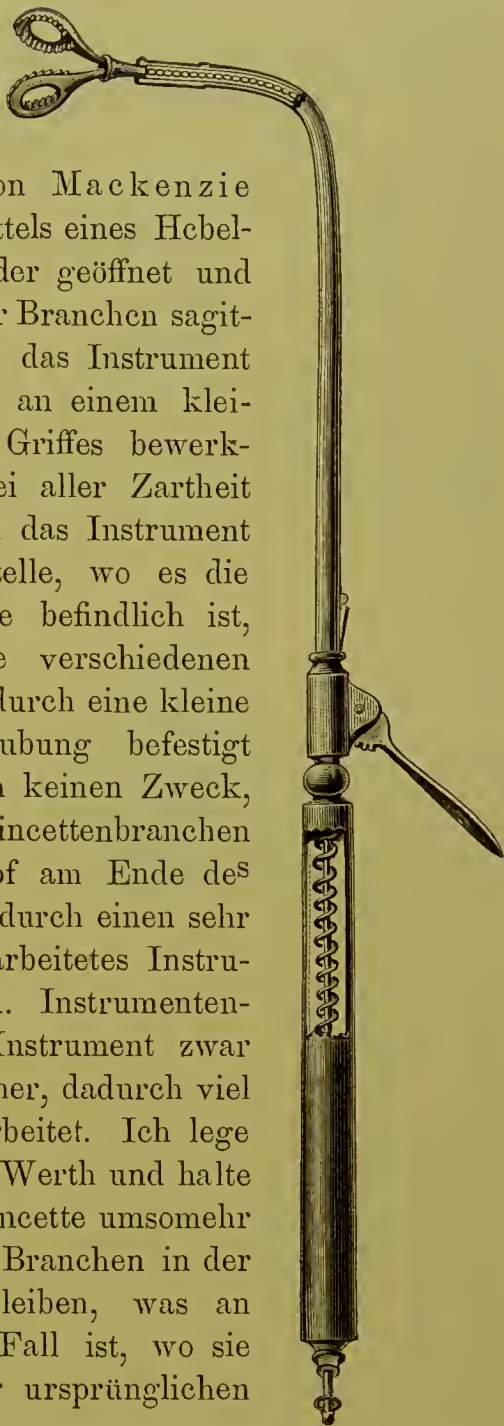 on Mackenzie
ttels eines Hebel-
der geöffnet und
r Branchen sagit-
das Instrument
an einem klei-
Griffes bewerk-
ei aller Zartheit
das Instrument
telle, wo es die
e befindlich ist,
e verschiedenen
durch eine kleine
ubung befestigt
n keinen Zweck,
incettenbranchen
of am Ende des
durch einen sehr
arbeitetes Instru-
. Instrumenten-
Instrument zwar
ner, dadurch viel
rbeitet. Ich lege
Werth und halte
ncette umsomehr
Branchen in der
leiben, was an
Fall ist, wo sie
r ursprünglichen